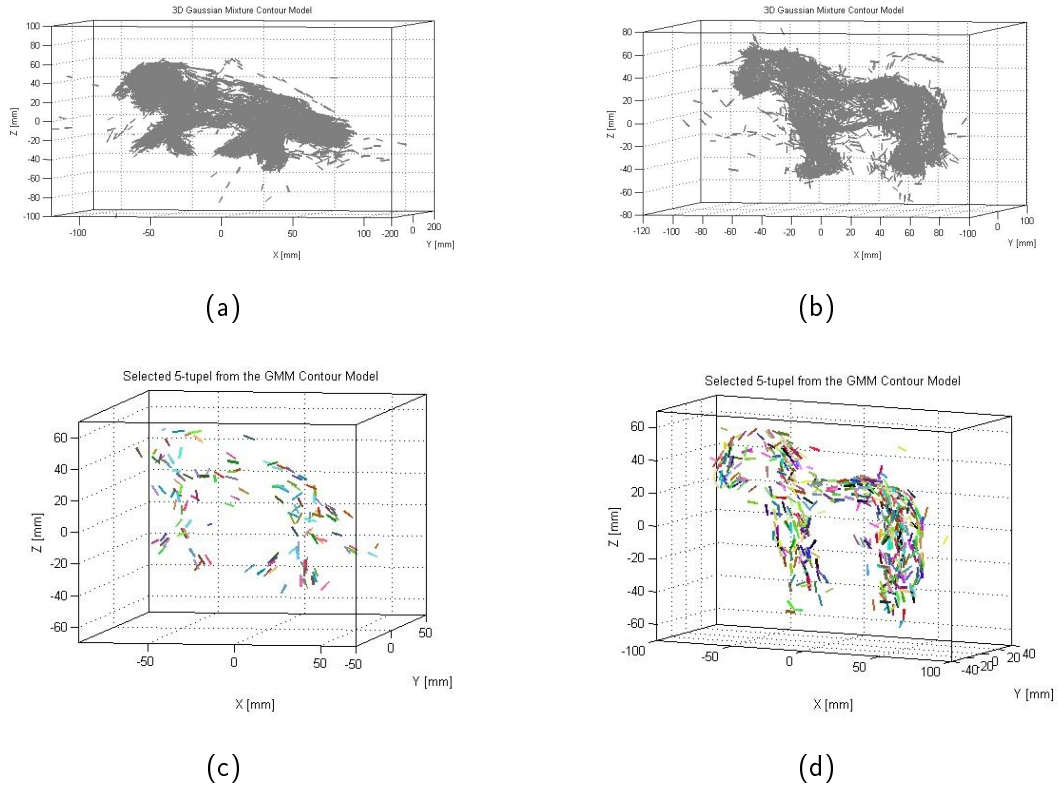 3D Gaussian Mixture Contour Model
100
80
60
40
20
0
-20
-40
-60
-80
-100
Z [mm]
-100 -50 0 50 100 -200 0 200
Y [mm]
X [mm]
(a)
3D Gaussian Mixture Contour Model
80
60
40
20
0
-20
-40
-60
-80
Z [mm]
-120 -100 -80 -60 -40 -20 0 20 40 60 80 -100 0 100
Y [mm]
X [mm]
(b)
Selected 5-tupel from the GMM Contour Model
60
40
20
0
-20
-40
-60
Z [mm]
-50 0 50 -50 0 50
Y [mm]
X [mm]
(c)
Selected 5-tupel from the GMM Contour Model
60
40
20
0
-20
-40
-60
Z [mm]
-100 -50 0 50 100 -40 -20 0 20 40
Y [mm]
X [mm]
(d)